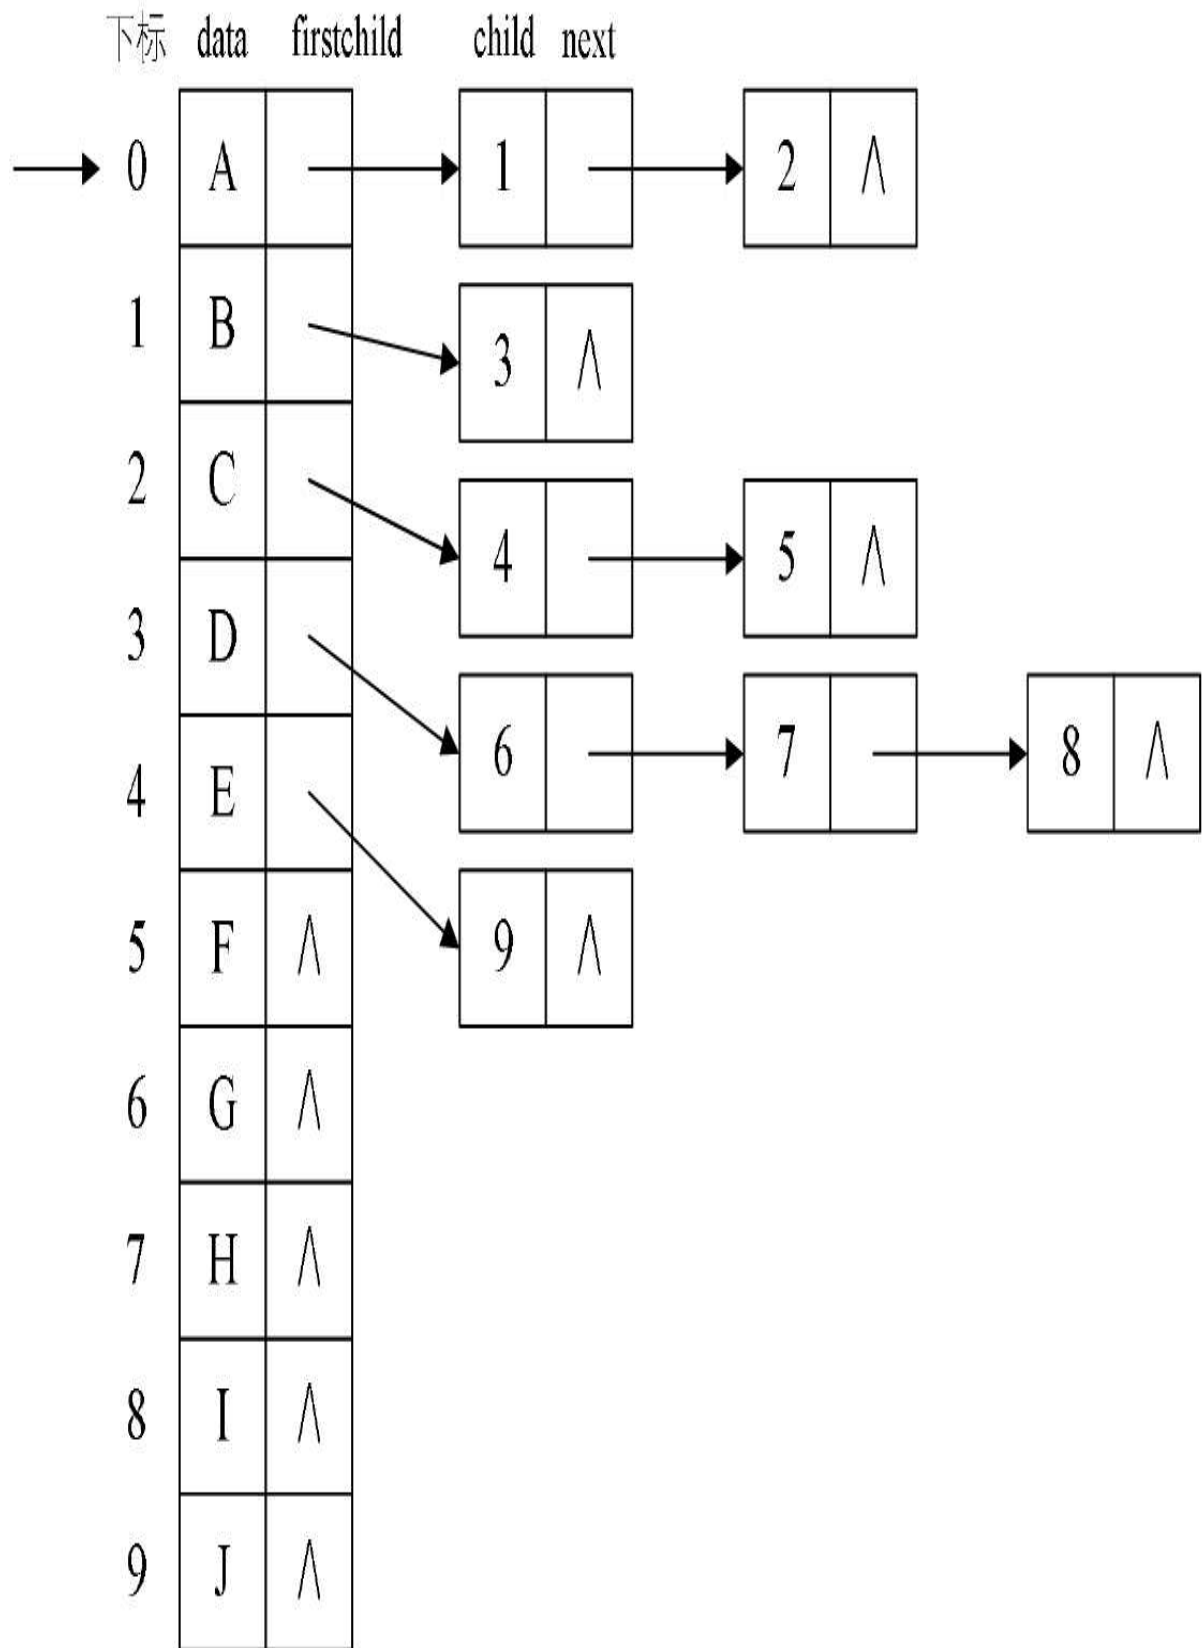 下标 data firstchild child next
0 A 1 2 ∧
1 B 3 ∧
2 C 4 5 ∧
3 D 6 7 8 ∧
4 E 9 ∧
5 F ∧
6 G ∧
7 H ∧
8 I ∧
9 J ∧